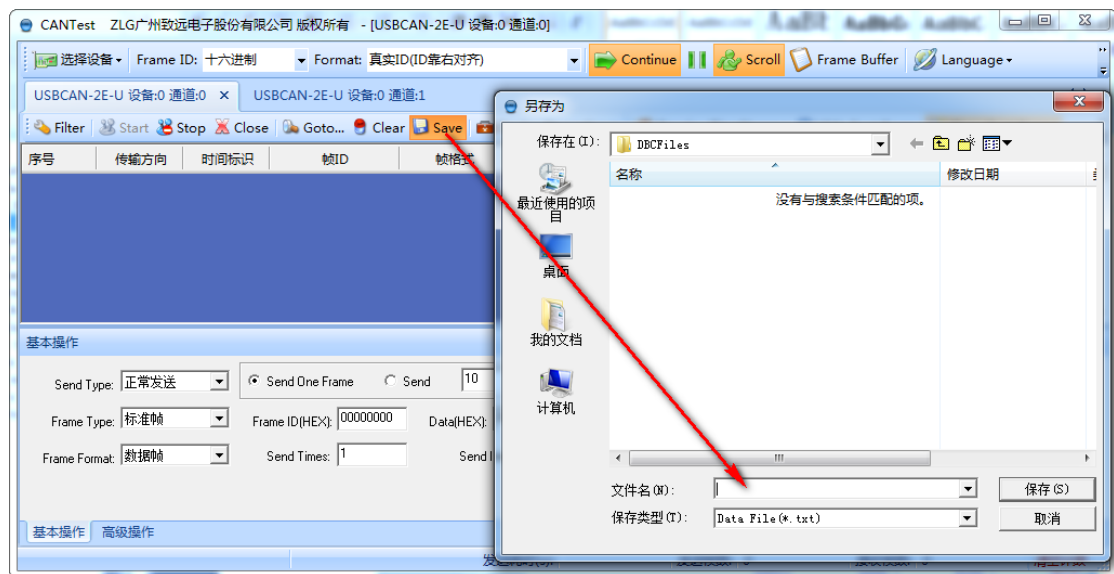 CANTest ZLG广州致远电子股份有限公司 版权所有 - [USBCAN-2E-U 设备:0 通道:0]
选择设备 Frame ID: 十六进制 Format: 真实ID(ID靠右对齐) Continue Scroll Frame Buffer Language
USBCAN-2E-U 设备:0 通道:0 × USBCAN-2E-U 设备:0 通道:1
Filter Start Stop Close Goto... Clear Save
序号 传输方向 时间标识 帧ID 帧格式
基本操作
Send Type: 正常发送 Send One Frame Send 10
Frame Type: 标准帧 Frame ID(HEX): 00000000 Data(HEX):
Frame Format: 数据帧 Send Times: 1 Send I
基本操作 高级操作
另存为
保存在(I): DBCFiles
名称 修改日期
没有与搜索条件匹配的项。
最近使用的项目
桌面
我的文档
计算机
文件名(N): 保存(S)
保存类型(T): Data File(*.txt) 取消